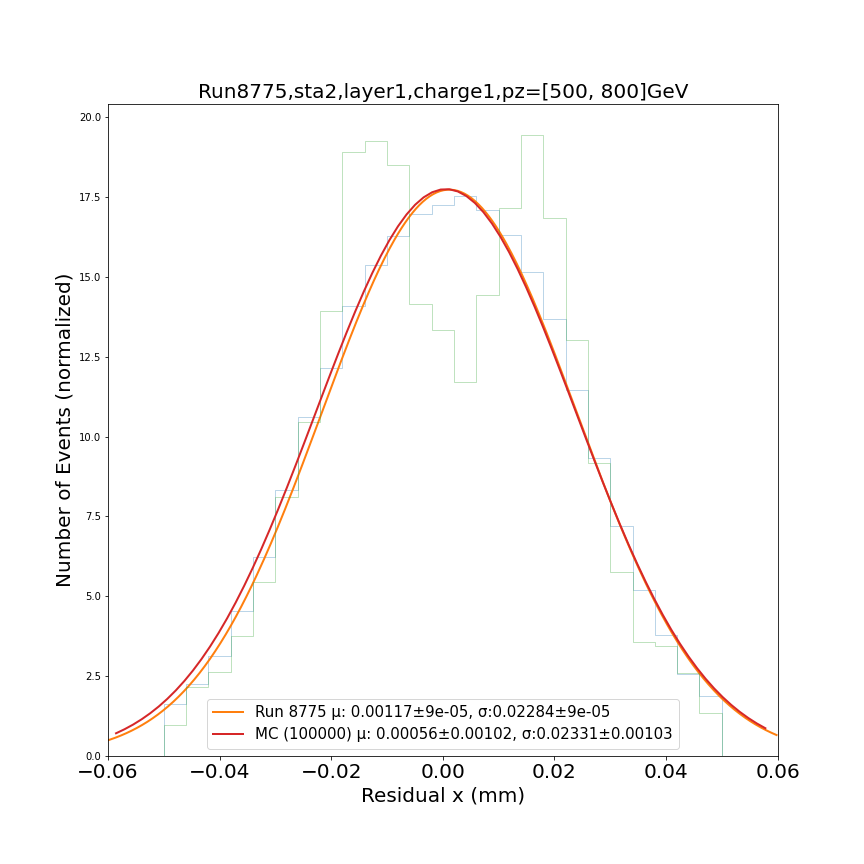 Run8775,sta2,layer1,charge1,pz=[500, 800]GeV
20.0
17.5
15.0
12.5
10.0
7.5
5.0
2.5
0.0
Number of Events (normalized)
Run 8775 μ: 0.00117±9e-05, σ:0.02284±9e-05
MC (100000) μ: 0.00056±0.00102, σ:0.02331±0.00103
−0.06 −0.04 −0.02 0.00 0.02 0.04 0.06
Residual x (mm)